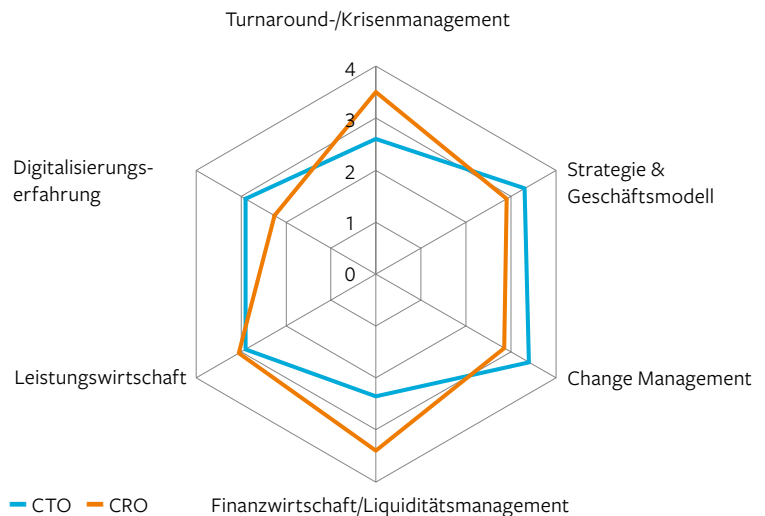 Turnaround-/Krisenmanagement
4
3
2
1
0
Digitalisierungs-
erfahrung
Strategie &
Geschäftsmodell
Leistungswirtschaft
Change Management
CTO
CRO
Finanzwirtschaft/Liquiditätsmanagement